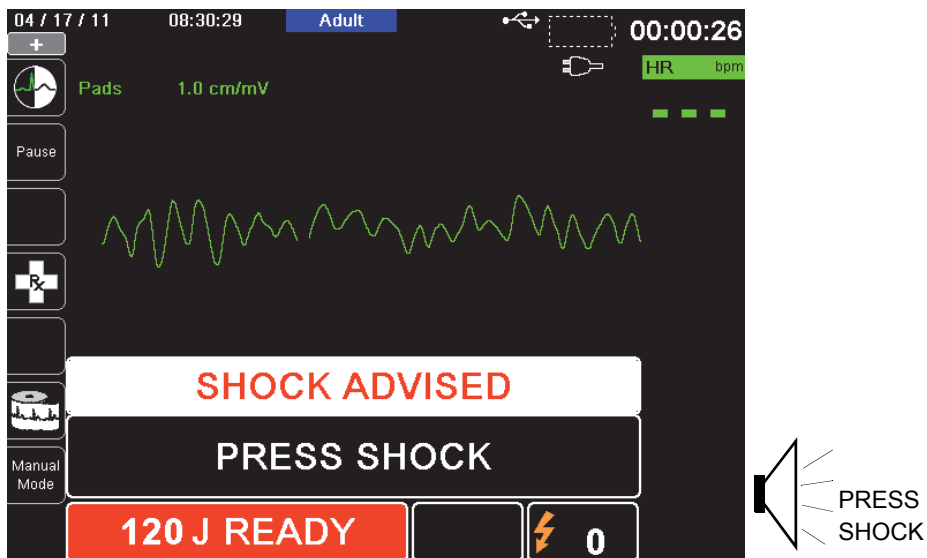 04 / 17 / 11 08:30:29 Adult 00:00:26
HR bpm
Pads 1.0 cm/mV
- - -
Pause
Rx
SHOCK ADVISED
Manual Mode
PRESS SHOCK
120 J READY 0
PRESS
SHOCK